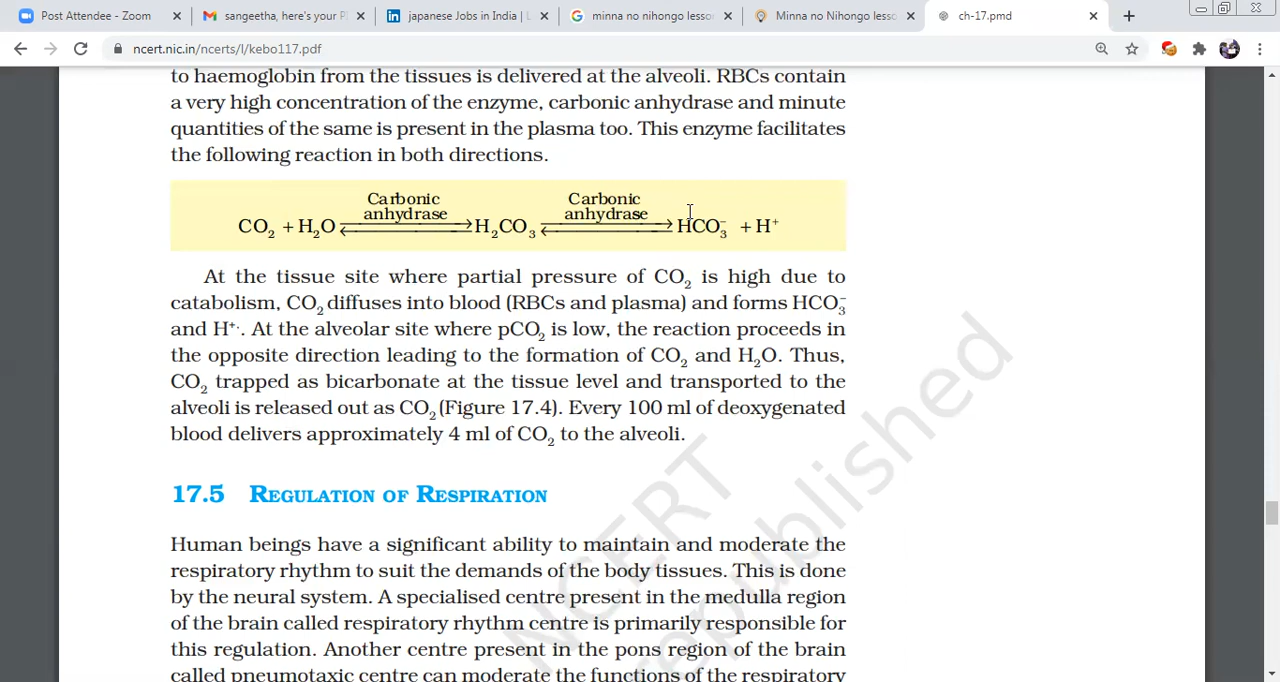 Post Attendee - Zoom
sangeetha, here's your P
japanese Jobs in India | L
minna no nihongo lesso
Minna no Nihongo lesso
ch-17.pmd
ncert.nic.in/ncerts/l/kebo117.pdf
to haemoglobin from the tissues is delivered at the alveoli. RBCs contain
a very high concentration of the enzyme, carbonic anhydrase and minute
quantities of the same is present in the plasma too. This enzyme facilitates
the following reaction in both directions.
Carbonic anhydrase Carbonic anhydrase
CO₂ + H₂O ⇌ H₂CO₃ ⇌ HCO₃⁻ + H⁺
At the tissue site where partial pressure of CO₂ is high due to
catabolism, CO₂ diffuses into blood (RBCs and plasma) and forms HCO₃⁻
and H⁺·. At the alveolar site where pCO₂ is low, the reaction proceeds in
the opposite direction leading to the formation of CO₂ and H₂O. Thus,
CO₂ trapped as bicarbonate at the tissue level and transported to the
alveoli is released out as CO₂ (Figure 17.4). Every 100 ml of deoxygenated
blood delivers approximately 4 ml of CO₂ to the alveoli.
17.5 REGULATION OF RESPIRATION
Human beings have a significant ability to maintain and moderate the
respiratory rhythm to suit the demands of the body tissues. This is done
by the neural system. A specialised centre present in the medulla region
of the brain called respiratory rhythm centre is primarily responsible for
this regulation. Another centre present in the pons region of the brain
called pneumotaxic centre can moderate the functions of the respiratory
NCERT
republished